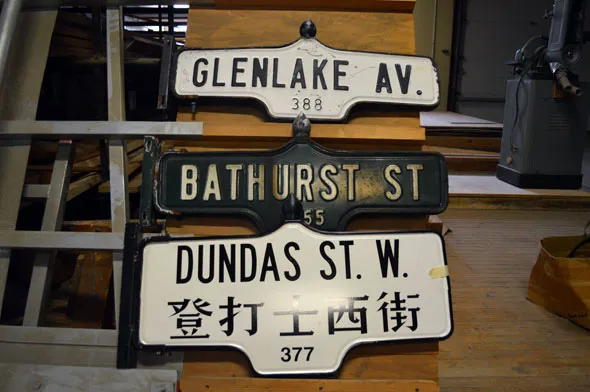 GLENLAKE AV.
388
BATHURST ST
55
DUNDAS ST. W.
登打士西街
377